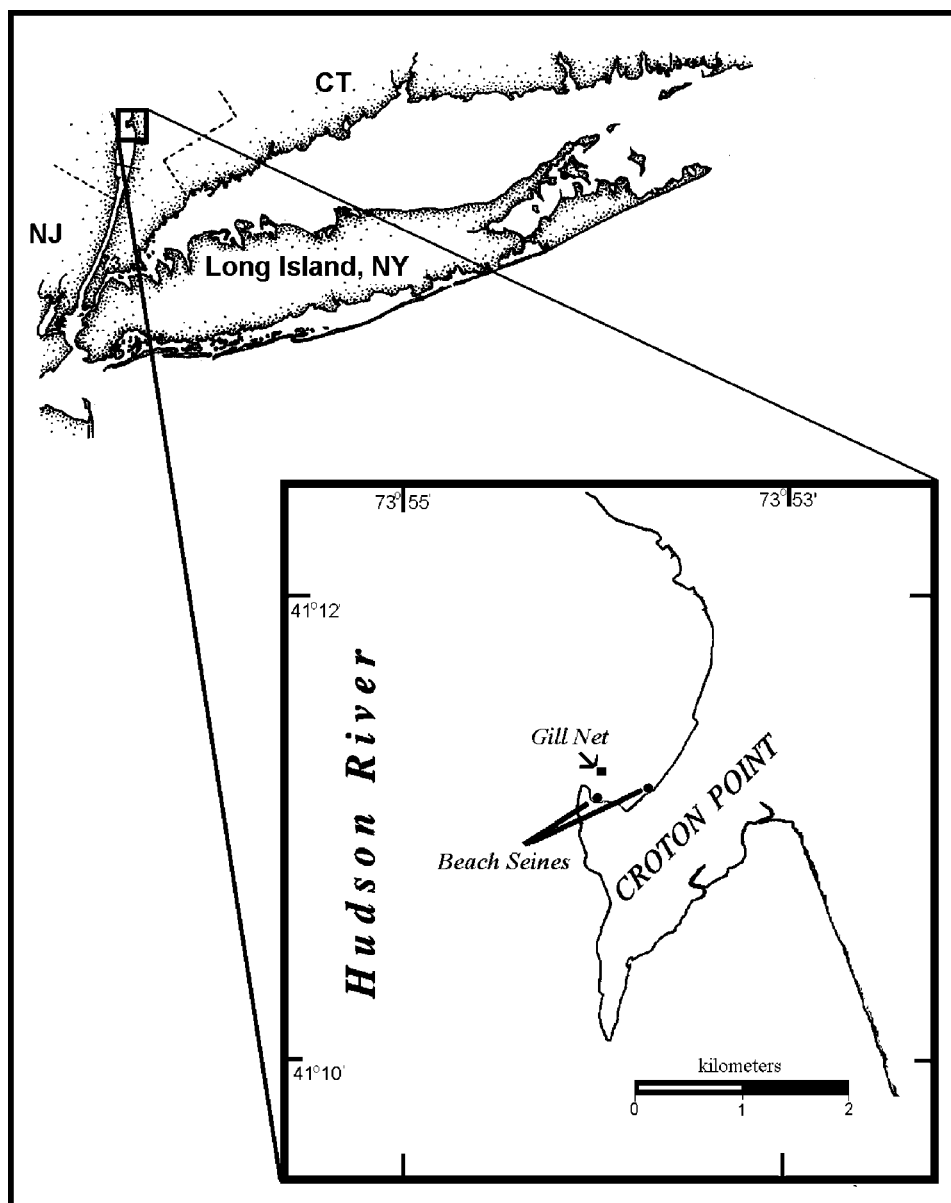 CT
NJ
Long Island, NY
73°55'
73°53'
41°12'
Hudson River
Gill Net
CROTON POINT
Beach Seines
41°10'
kilometers
0 1 2